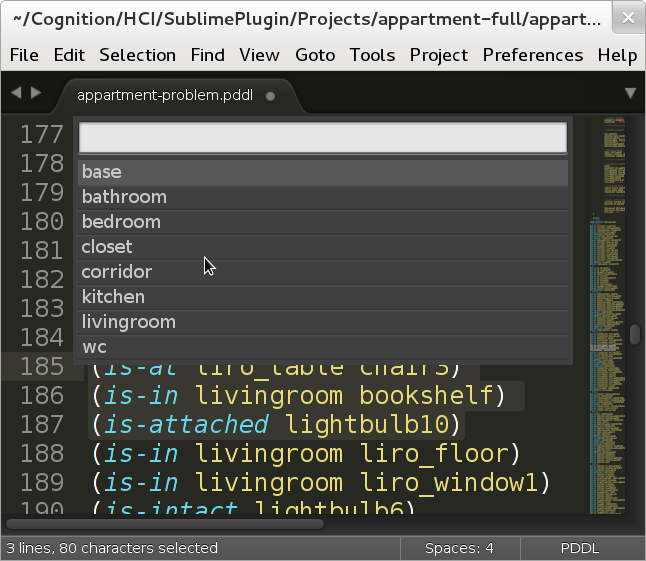 ~/Cognition/HCI/SublimePlugin/Projects/appartment-full/appart...
File Edit Selection Find View Goto Tools Project Preferences Help
appartment-problem.pddl
177
178
179
180
181
182
183
184
base
bathroom
bedroom
closet
corridor
kitchen
livingroom
wc
185 (is-at liro_table chair3)
186 (is-in livingroom bookshelf)
187 (is-attached lightbulb10)
188 (is-in livingroom liro_floor)
189 (is-in livingroom liro_window1)
190 (is-intact lightbulb6)
3 lines, 80 characters selected Spaces: 4 PDDL